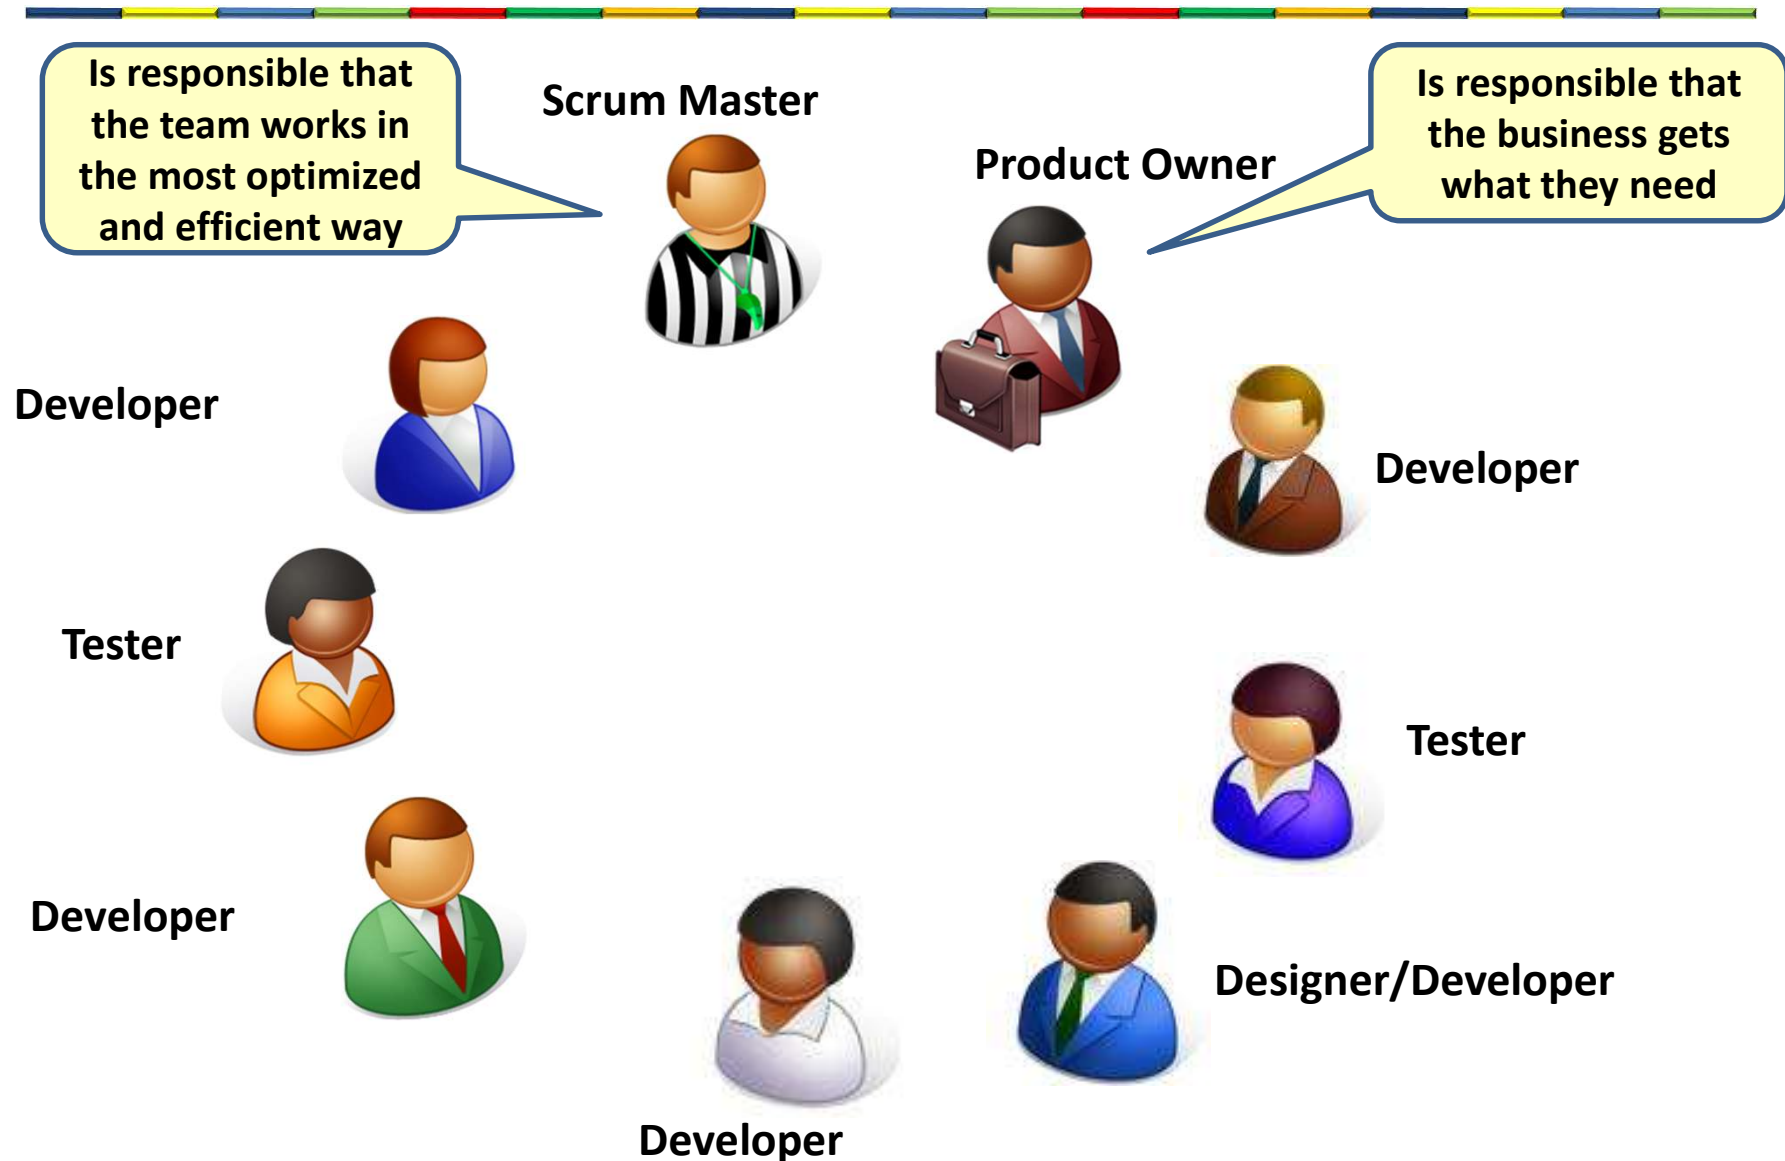 Is responsible that
the team works in
the most optimized
and efficient way
Scrum Master
Product Owner
Is responsible that
the business gets
what they need
Developer
Developer
Tester
Tester
Developer
Designer/Developer
Developer